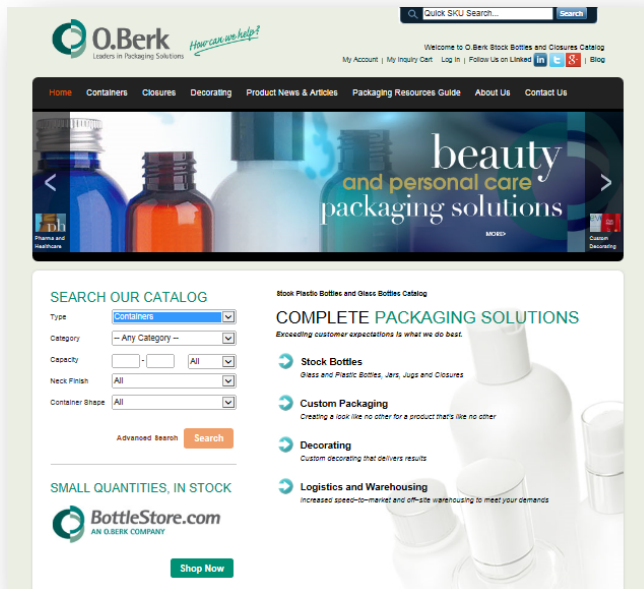 Quick SKU Search...
Search
O.Berk
Leaders in Packaging Solutions
How can we help?
Welcome to O.Berk Stock Bottles and Closures Catalog
My Account | My Inquiry Cart Log In | Follow Us on Linked in | Blog
Home Containers Closures Decorating Product News & Articles Packaging Resources Guide About Us Contact Us
beauty
and personal care
packaging solutions
MORE>
Pharma and
Healthcare
Custom
Decorating
SEARCH OUR CATALOG
Type Containers
Category -- Any Category --
Capacity - All
Neck Finish All
Container Shape All
Advanced Search Search
SMALL QUANTITIES, IN STOCK
BottleStore.com
AN O.BERK COMPANY
Shop Now
Stock Plastic Bottles and Glass Bottles Catalog
COMPLETE PACKAGING SOLUTIONS
Exceeding customer expectations is what we do best.
Stock Bottles
Glass and Plastic Bottles, Jars, Jugs and Closures
Custom Packaging
Creating a look like no other for a product that's like no other
Decorating
Custom decorating that delivers results
Logistics and Warehousing
Increased speed-to-market and off-site warehousing to meet your demands